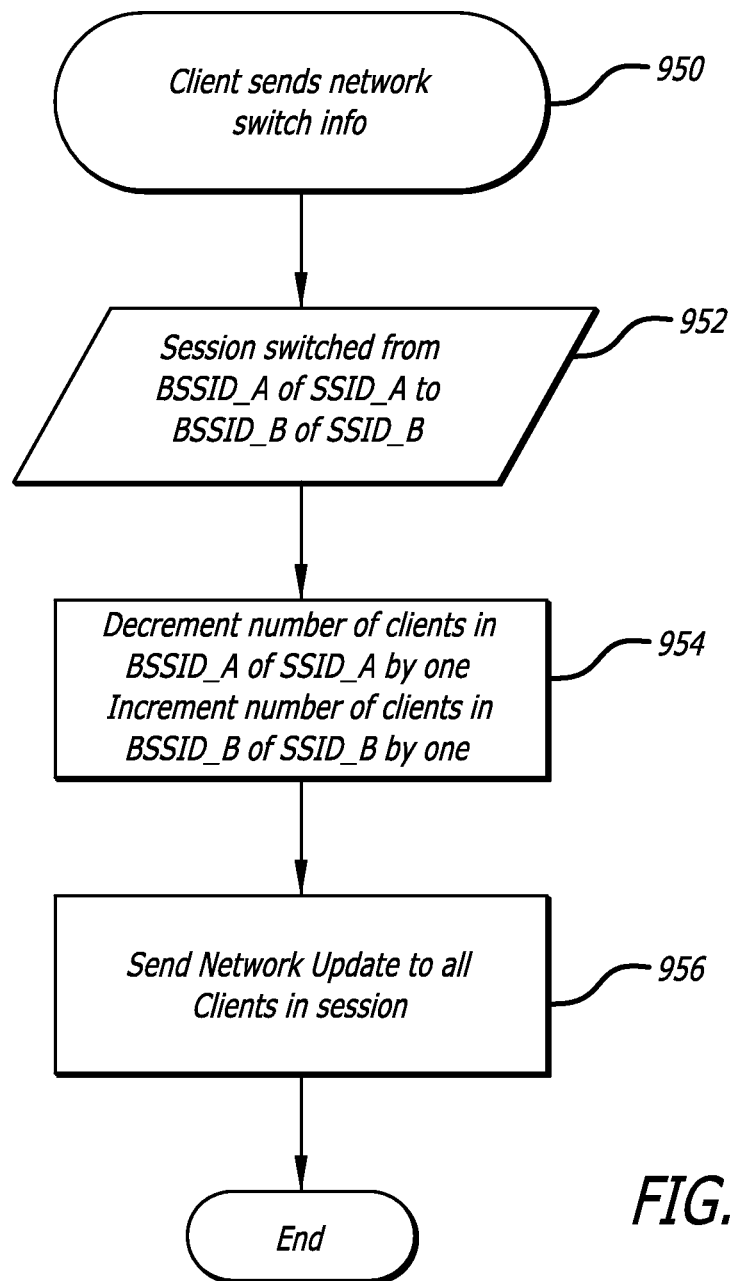 Client sends network
switch info
950
Session switched from
BSSID_A of SSID_A to
BSSID_B of SSID_B
952
Decrement number of clients in
BSSID_A of SSID_A by one
Increment number of clients in
BSSID_B of SSID_B by one
954
Send Network Update to all
Clients in session
956
End
FIG.